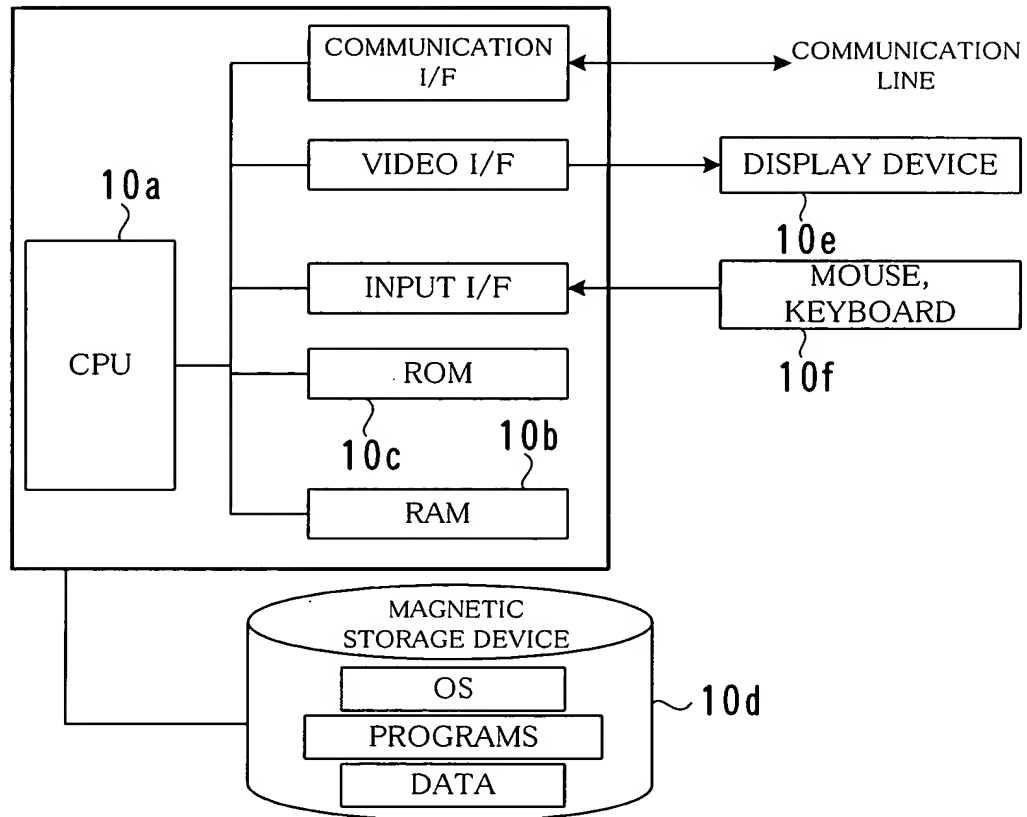 COMMUNICATION
I/F
COMMUNICATION
LINE
VIDEO I/F
DISPLAY DEVICE
10a
10e
INPUT I/F
MOUSE,
KEYBOARD
CPU
ROM
10f
10c
10b
RAM
MAGNETIC
STORAGE DEVICE
OS
10d
PROGRAMS
DATA